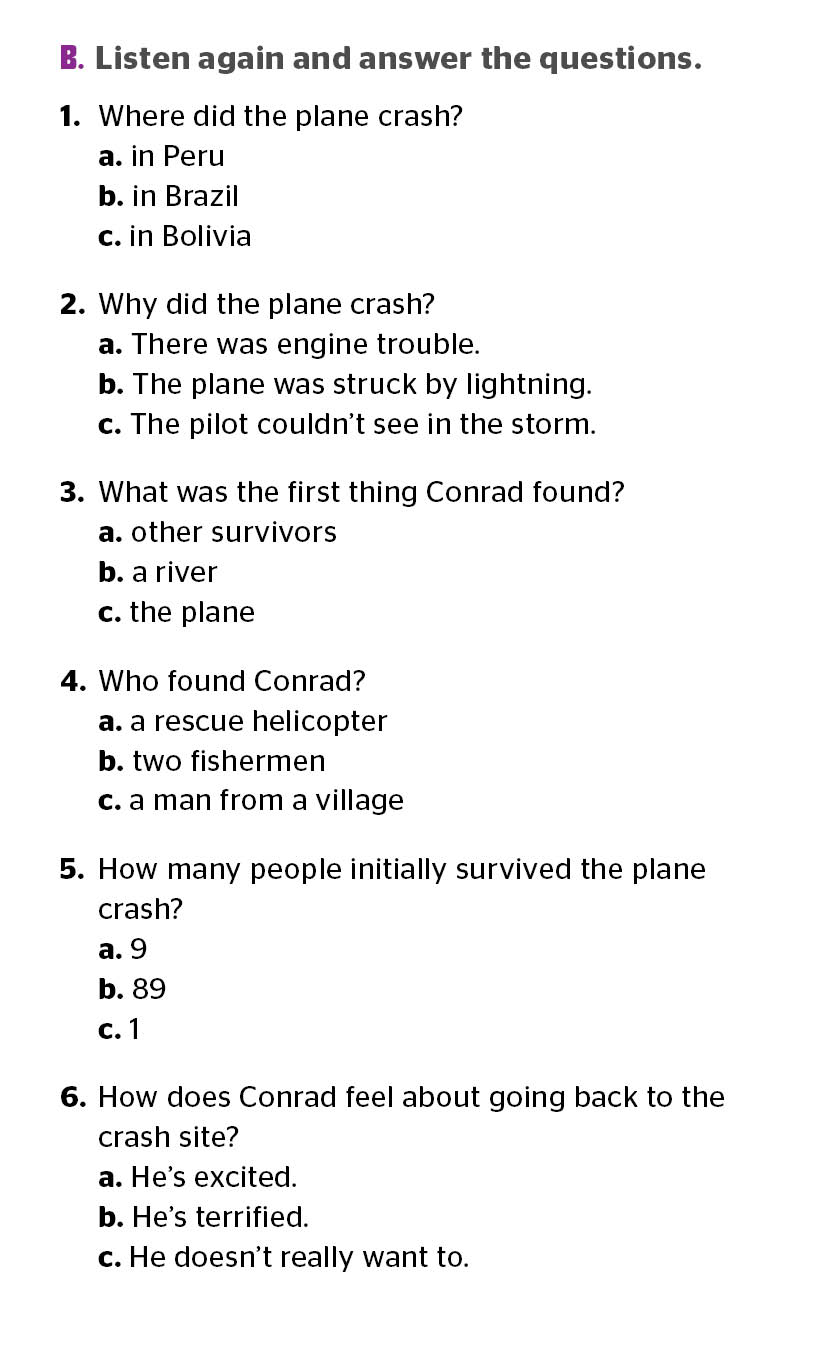 B. Listen again and answer the questions.
1. Where did the plane crash?
a. in Peru
b. in Brazil
c. in Bolivia
2. Why did the plane crash?
a. There was engine trouble.
b. The plane was struck by lightning.
c. The pilot couldn’t see in the storm.
3. What was the first thing Conrad found?
a. other survivors
b. a river
c. the plane
4. Who found Conrad?
a. a rescue helicopter
b. two fishermen
c. a man from a village
5. How many people initially survived the plane
crash?
a. 9
b. 89
c. 1
6. How does Conrad feel about going back to the
crash site?
a. He’s excited.
b. He’s terrified.
c. He doesn’t really want to.